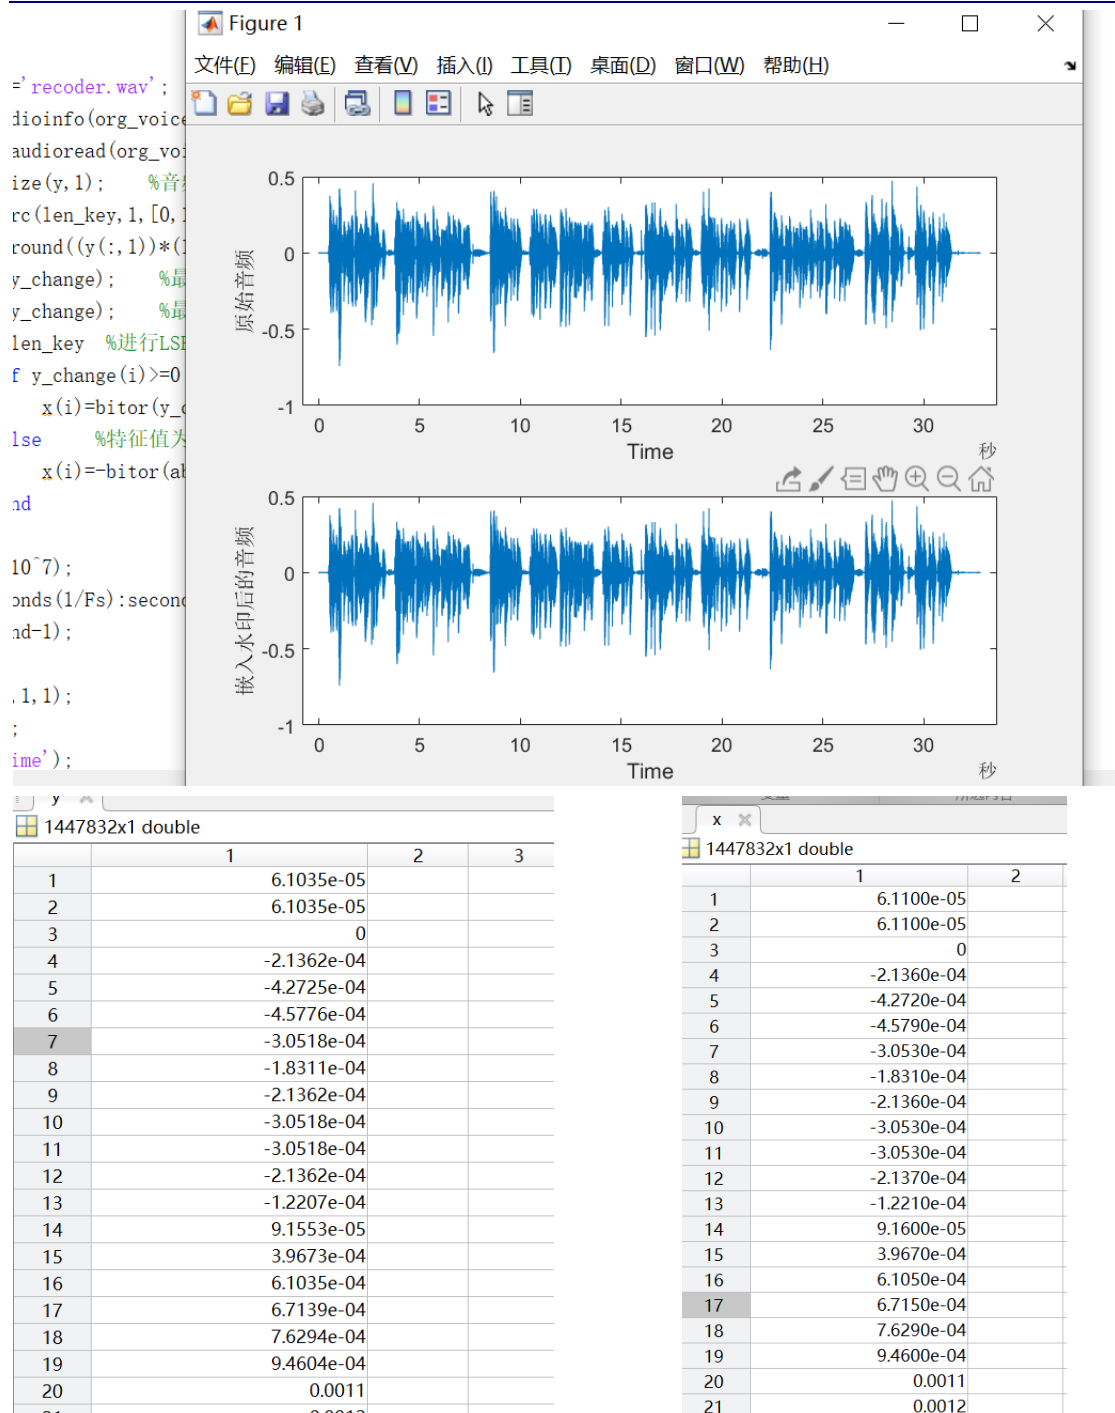 Figure 1
文件(F) 编辑(E) 查看(V) 插入(I) 工具(T) 桌面(D) 窗口(W) 帮助(H)
='recoder.wav';
dioinfo(org_voice
audioread(org_voi
ize(y,1); %音
rc(len_key,1,[0,1
round((y(:,1))*(1
y_change); %最
y_change); %最
len_key %进行LSB
f y_change(i)>=0
x(i)=bitor(y_c
lse %特征值为
x(i)=-bitor(ab
nd
10^7);
onds(1/Fs):second
nd-1);
,1,1);
;
ime');
0.5
0
-0.5
-1
原始音频
0 5 10 15 20 25 30
Time
秒
0.5
0
-0.5
-1
嵌入水印后的音频
0 5 10 15 20 25 30
Time
秒
y
1447832x1 double
1 2 3
1 6.1035e-05
2 6.1035e-05
3 0
4 -2.1362e-04
5 -4.2725e-04
6 -4.5776e-04
7 -3.0518e-04
8 -1.8311e-04
9 -2.1362e-04
10 -3.0518e-04
11 -3.0518e-04
12 -2.1362e-04
13 -1.2207e-04
14 9.1553e-05
15 3.9673e-04
16 6.1035e-04
17 6.7139e-04
18 7.6294e-04
19 9.4604e-04
20 0.0011
x
1447832x1 double
1 2
1 6.1100e-05
2 6.1100e-05
3 0
4 -2.1360e-04
5 -4.2720e-04
6 -4.5790e-04
7 -3.0530e-04
8 -1.8310e-04
9 -2.1360e-04
10 -3.0530e-04
11 -3.0530e-04
12 -2.1370e-04
13 -1.2210e-04
14 9.1600e-05
15 3.9670e-04
16 6.1050e-04
17 6.7150e-04
18 7.6290e-04
19 9.4600e-04
20 0.0011
21 0.0012